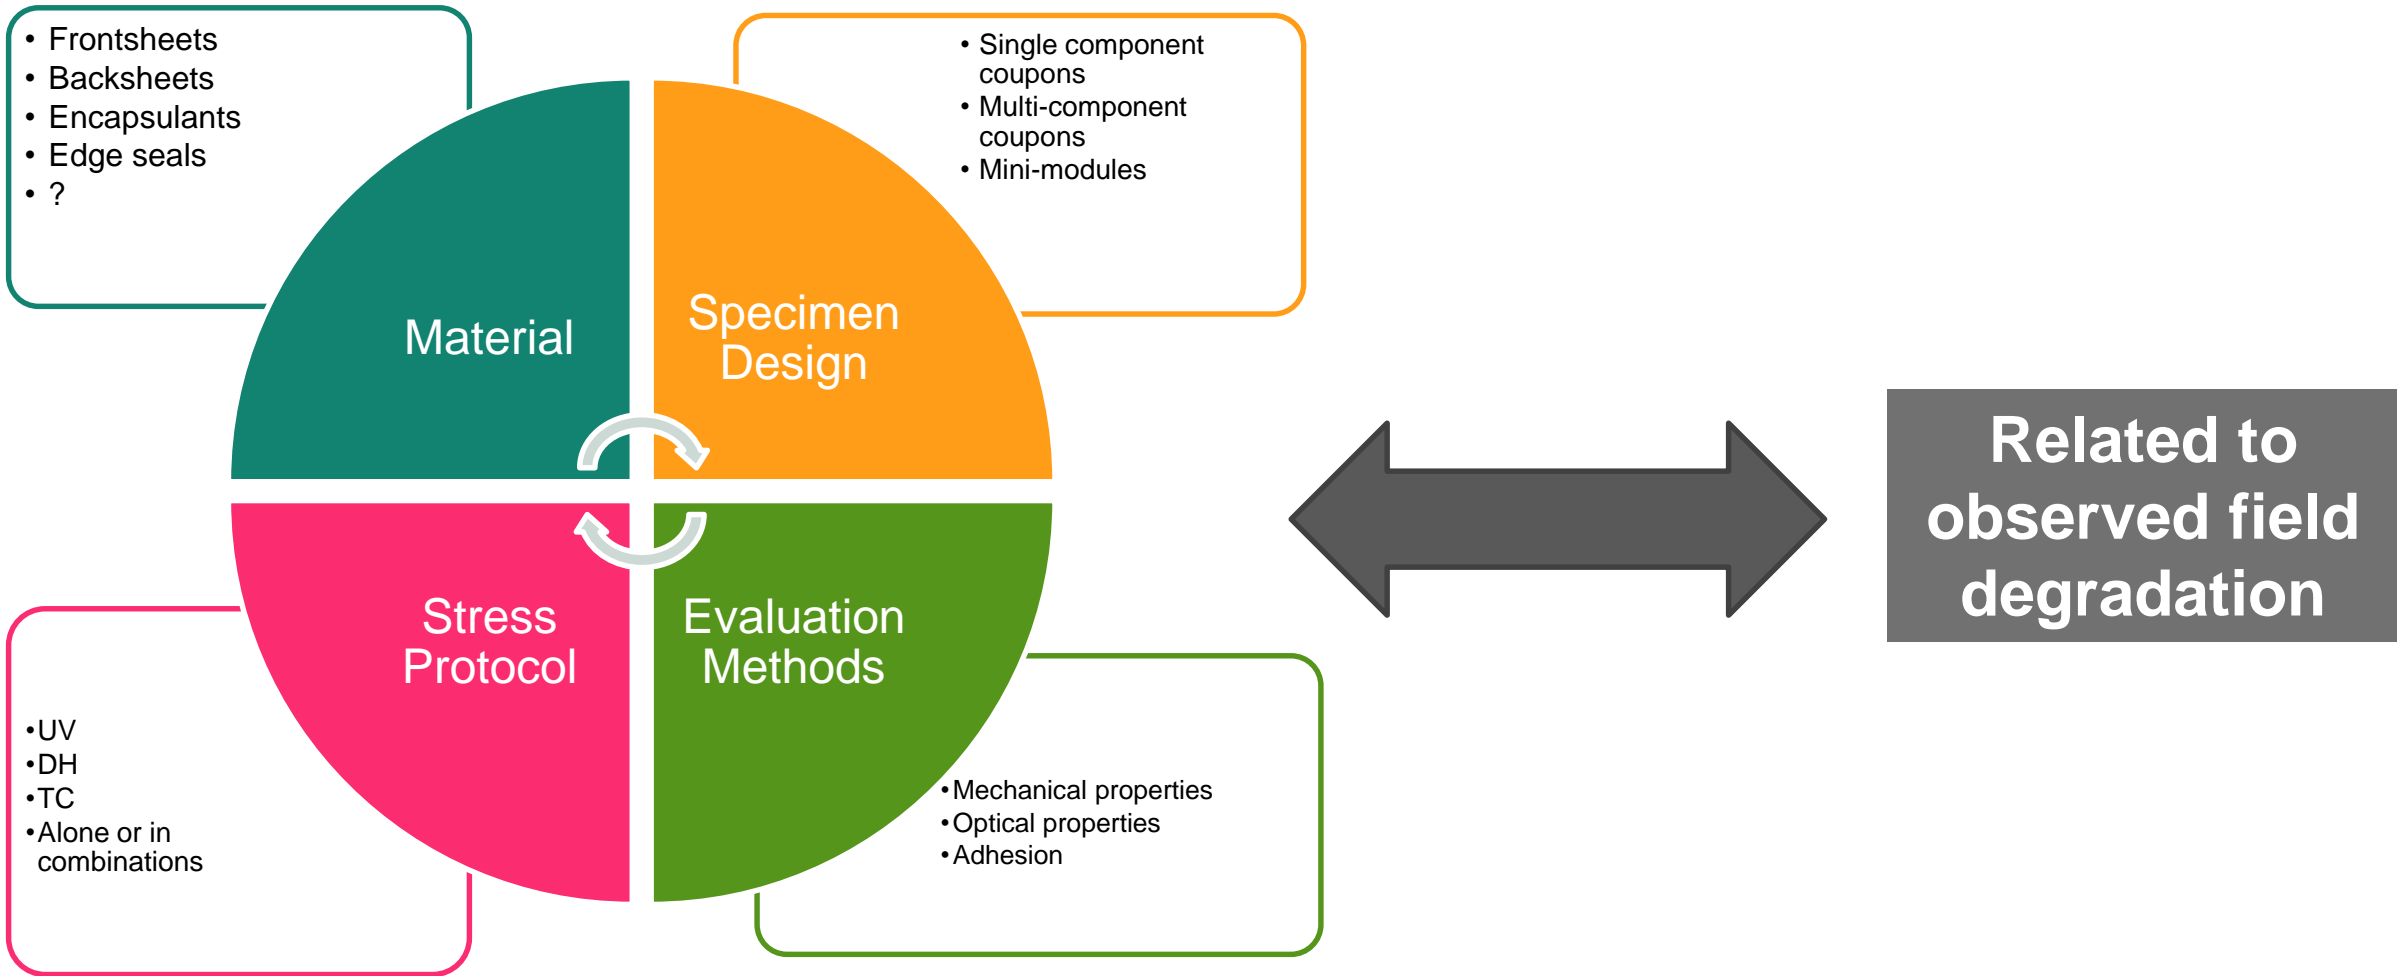 • Frontsheets
• Backsheets
• Encapsulants
• Edge seals
• ?
• Single component
coupons
• Multi-component
coupons
• Mini-modules
Material
Specimen
Design
Stress
Protocol
Evaluation
Methods
•UV
•DH
•TC
•Alone or in
combinations
•Mechanical properties
•Optical properties
•Adhesion
Related to
observed field
degradation